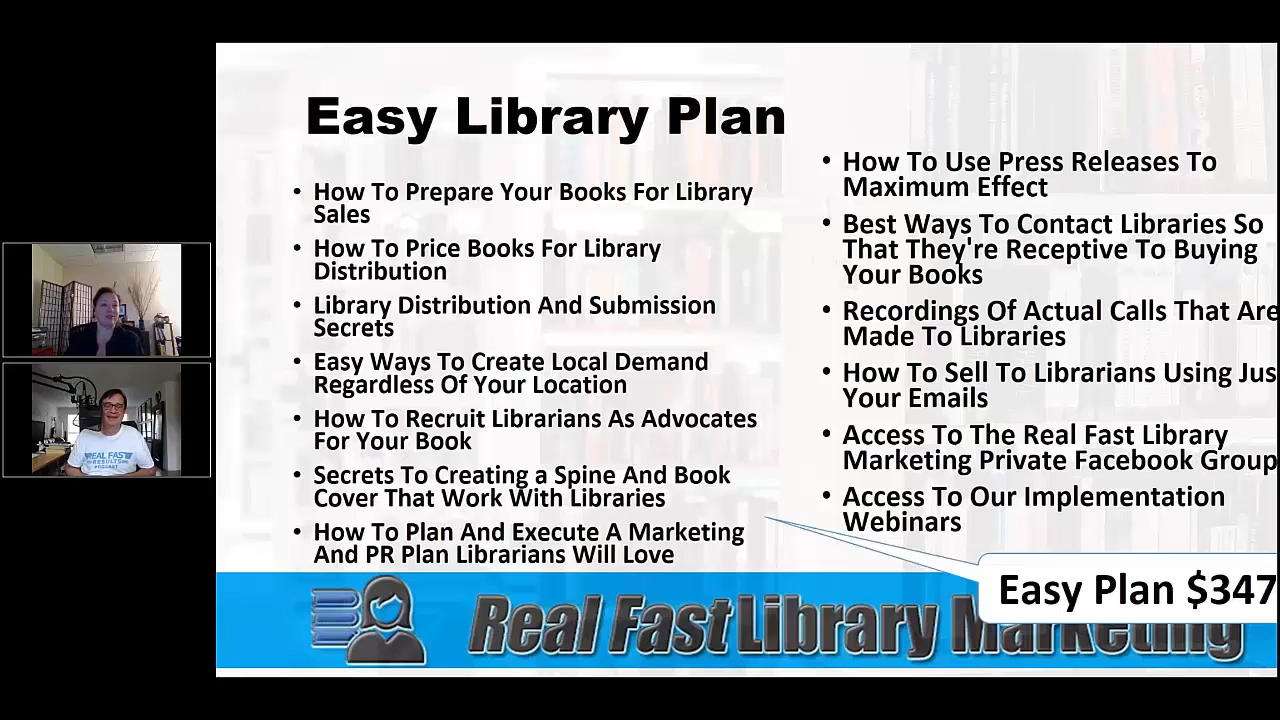 Easy Library Plan
• How To Prepare Your Books For Library
Sales
• How To Price Books For Library
Distribution
• Library Distribution And Submission
Secrets
• Easy Ways To Create Local Demand
Regardless Of Your Location
• How To Recruit Librarians As Advocates
For Your Book
• Secrets To Creating a Spine And Book
Cover That Work With Libraries
• How To Plan And Execute A Marketing
And PR Plan Librarians Will Love
• How To Use Press Releases To
Maximum Effect
• Best Ways To Contact Libraries So
That They're Receptive To Buying
Your Books
• Recordings Of Actual Calls That Are
Made To Libraries
• How To Sell To Librarians Using Jus
Your Emails
• Access To The Real Fast Library
Marketing Private Facebook Group
• Access To Our Implementation
Webinars
Easy Plan $347
Real Fast Library Marketing
REAL FAST
RESULTS
PODCAST